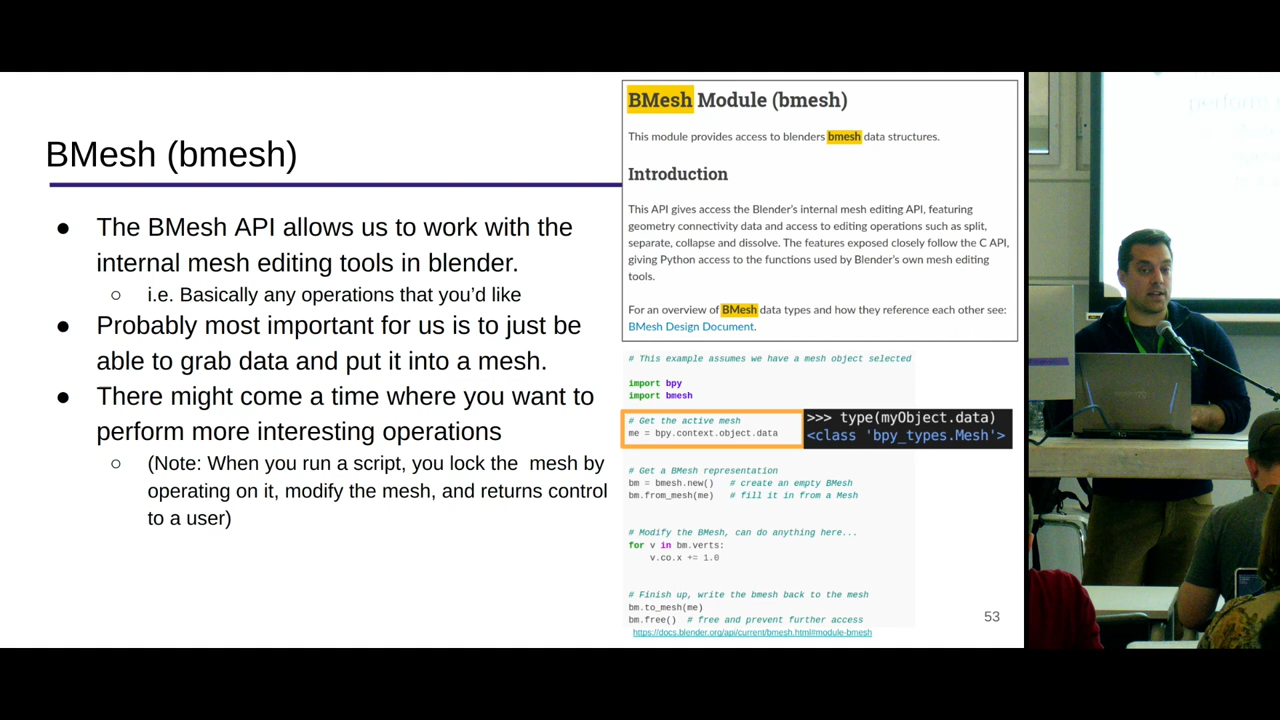 BMesh (bmesh)
● The BMesh API allows us to work with the
internal mesh editing tools in blender.
○ i.e. Basically any operations that you'd like
● Probably most important for us is to just be
able to grab data and put it into a mesh.
● There might come a time where you want to
perform more interesting operations
○ (Note: When you run a script, you lock the  mesh by
operating on it, modify the mesh, and returns control
to a user)
BMesh Module (bmesh)
This module provides access to blenders bmesh data structures.
Introduction
This API gives access the Blender's internal mesh editing API, featuring
geometry connectivity data and access to editing operations such as split,
separate, collapse and dissolve. The features exposed closely follow the C API,
giving Python access to the functions used by Blender's own mesh editing
tools.
For an overview of BMesh data types and how they reference each other see:
BMesh Design Document.
# This example assumes we have a mesh object selected
import bpy
import bmesh
# Get the active mesh
me = bpy.context.object.data
>>> type(myObject.data)
<class 'bpy_types.Mesh'>
# Get a BMesh representation
bm = bmesh.new()   # create an empty BMesh
bm.from_mesh(me)   # fill it in from a Mesh
# Modify the BMesh, can do anything here...
for v in bm.verts:
    v.co.x += 1.0
# Finish up, write the bmesh back to the mesh
bm.to_mesh(me)
bm.free()  # free and prevent further access
https://docs.blender.org/api/current/bmesh.html#module-bmesh
53